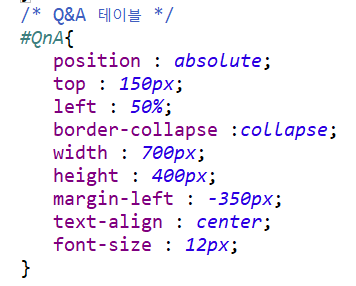 /* Q&A 테이블 */
#QnA{
position : absolute;
top : 150px;
left : 50%;
border-collapse :collapse;
width : 700px;
height : 400px;
margin-left : -350px;
text-align : center;
font-size : 12px;
}